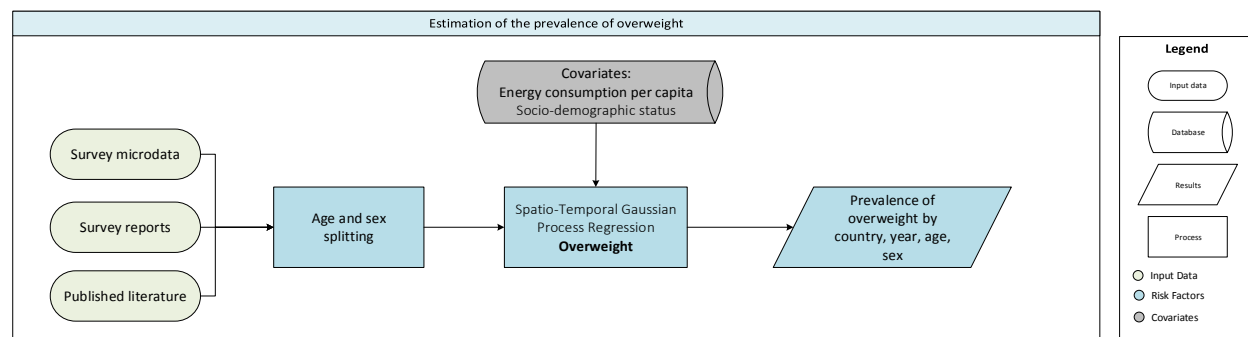 Estimation of the prevalence of overweight
Covariates:
Energy consumption per capita
Socio-demographic status
Survey microdata
Survey reports
Published literature
Age and sex
splitting
Spatio-Temporal Gaussian
Process Regression
Overweight
Prevalence of
overweight by
country, year, age,
sex
Legend
Input data
Database
Results
Process
Input Data
Risk Factors
Covariates